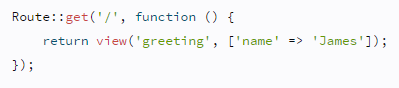 Route::get('/', function () {
    return view('greeting', ['name' => 'James']);
});